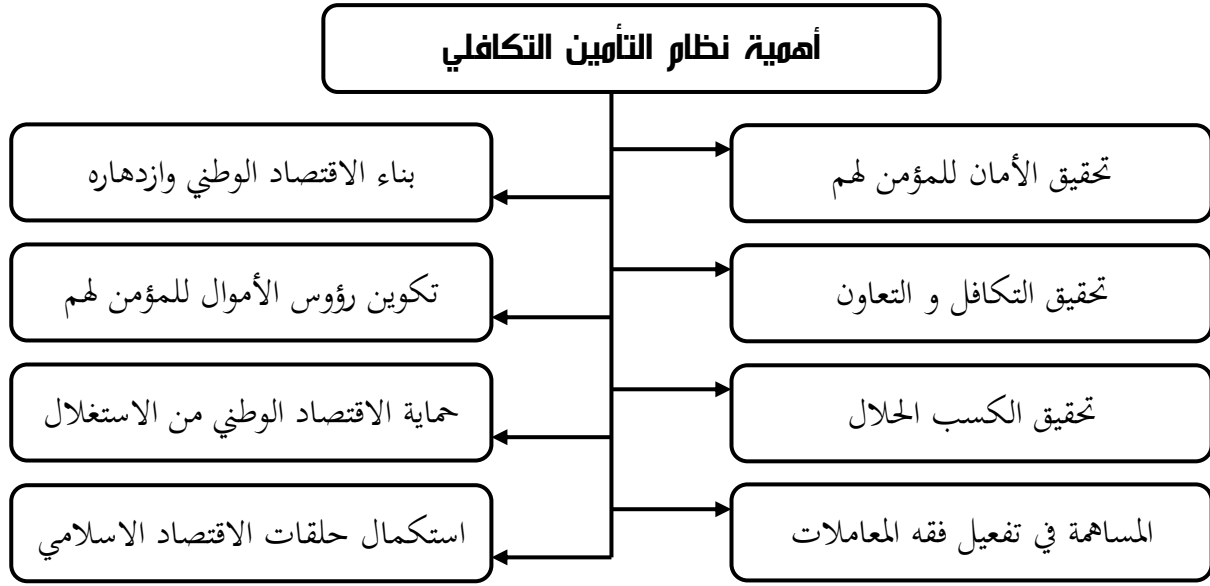 أهمية نظام التأمين التكافلي
تحقيق الأمان للمؤمن لهم
بناء الاقتصاد الوطني وازدهاره
تحقيق التكافل و التعاون
تكوين رؤوس الأموال للمؤمن لهم
تحقيق الكسب الحلال
حماية الاقتصاد الوطني من الاستغلال
المساهمة في تفعيل فقه المعاملات
استكمال حلقات الاقتصاد الاسلامي